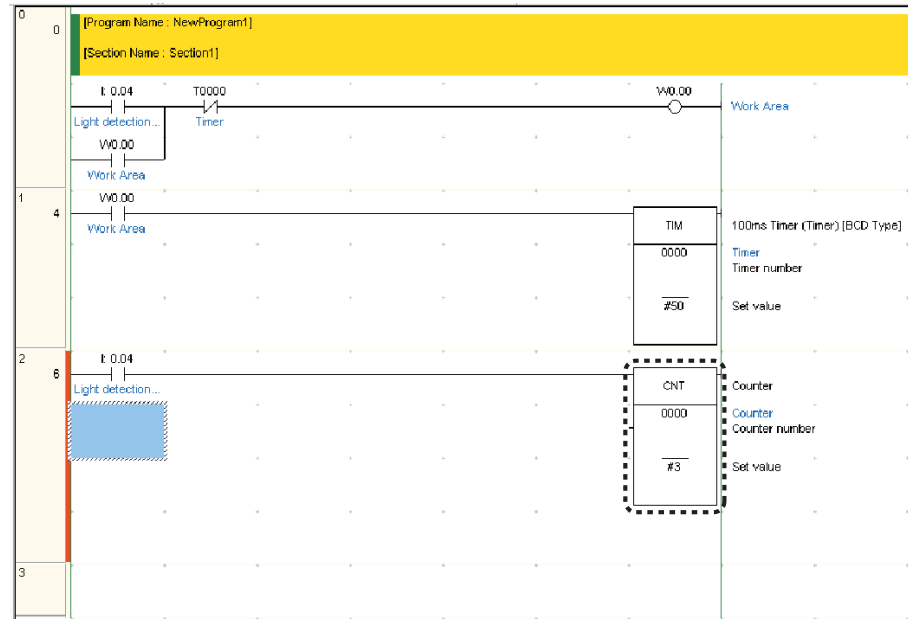 0
0
[Program Name : NewProgram1]
[Section Name : Section1]
I: 0.04 T0000 W0.00
Light detection... Timer Work Area
W0.00
Work Area
1
W0.00
4
Work Area TIM 100ms Timer (Timer) [BCD Type]
0000 Timer
Timer number
#50 Set value
2
I: 0.04
6
Light detection... CNT Counter
0000 Counter
Counter number
#3 Set value
3